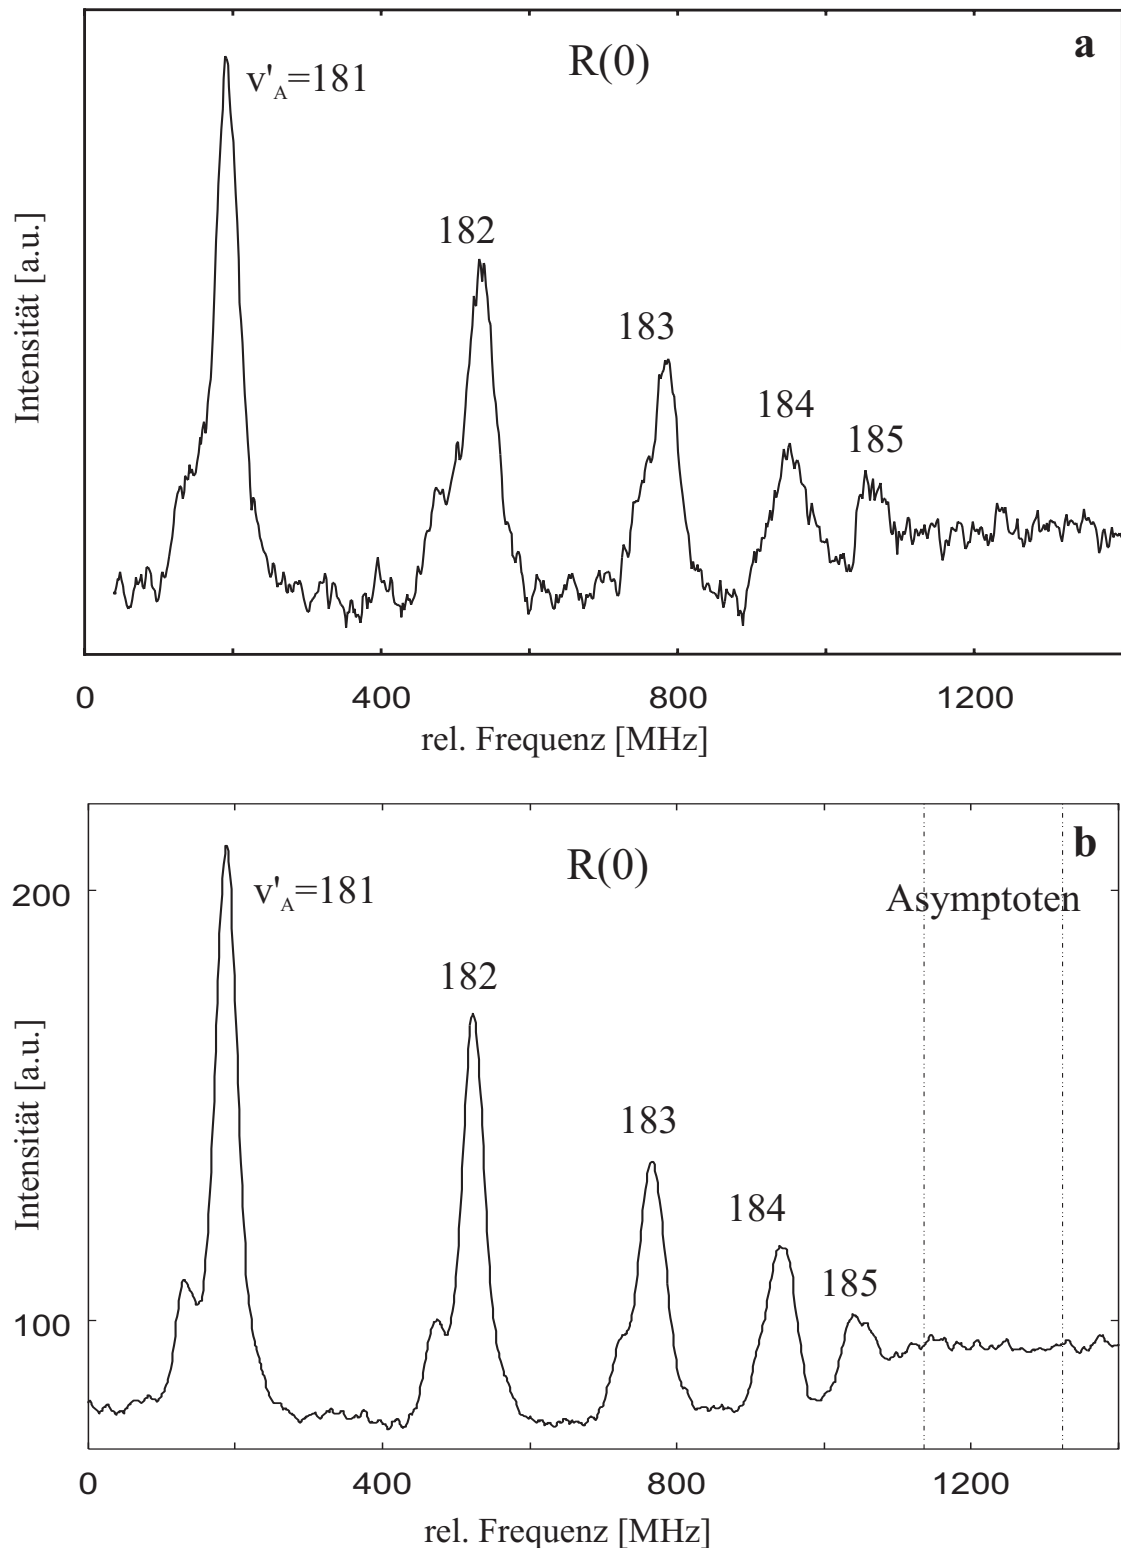 a
R(0)
v'A=181
182
183
184
185
Intensität [a.u.]
0 400 800 1200
rel. Frequenz [MHz]
b
R(0)
v'A=181
200
Asymptoten
182
183
184
185
100
Intensität [a.u.]
0 400 800 1200
rel. Frequenz [MHz]